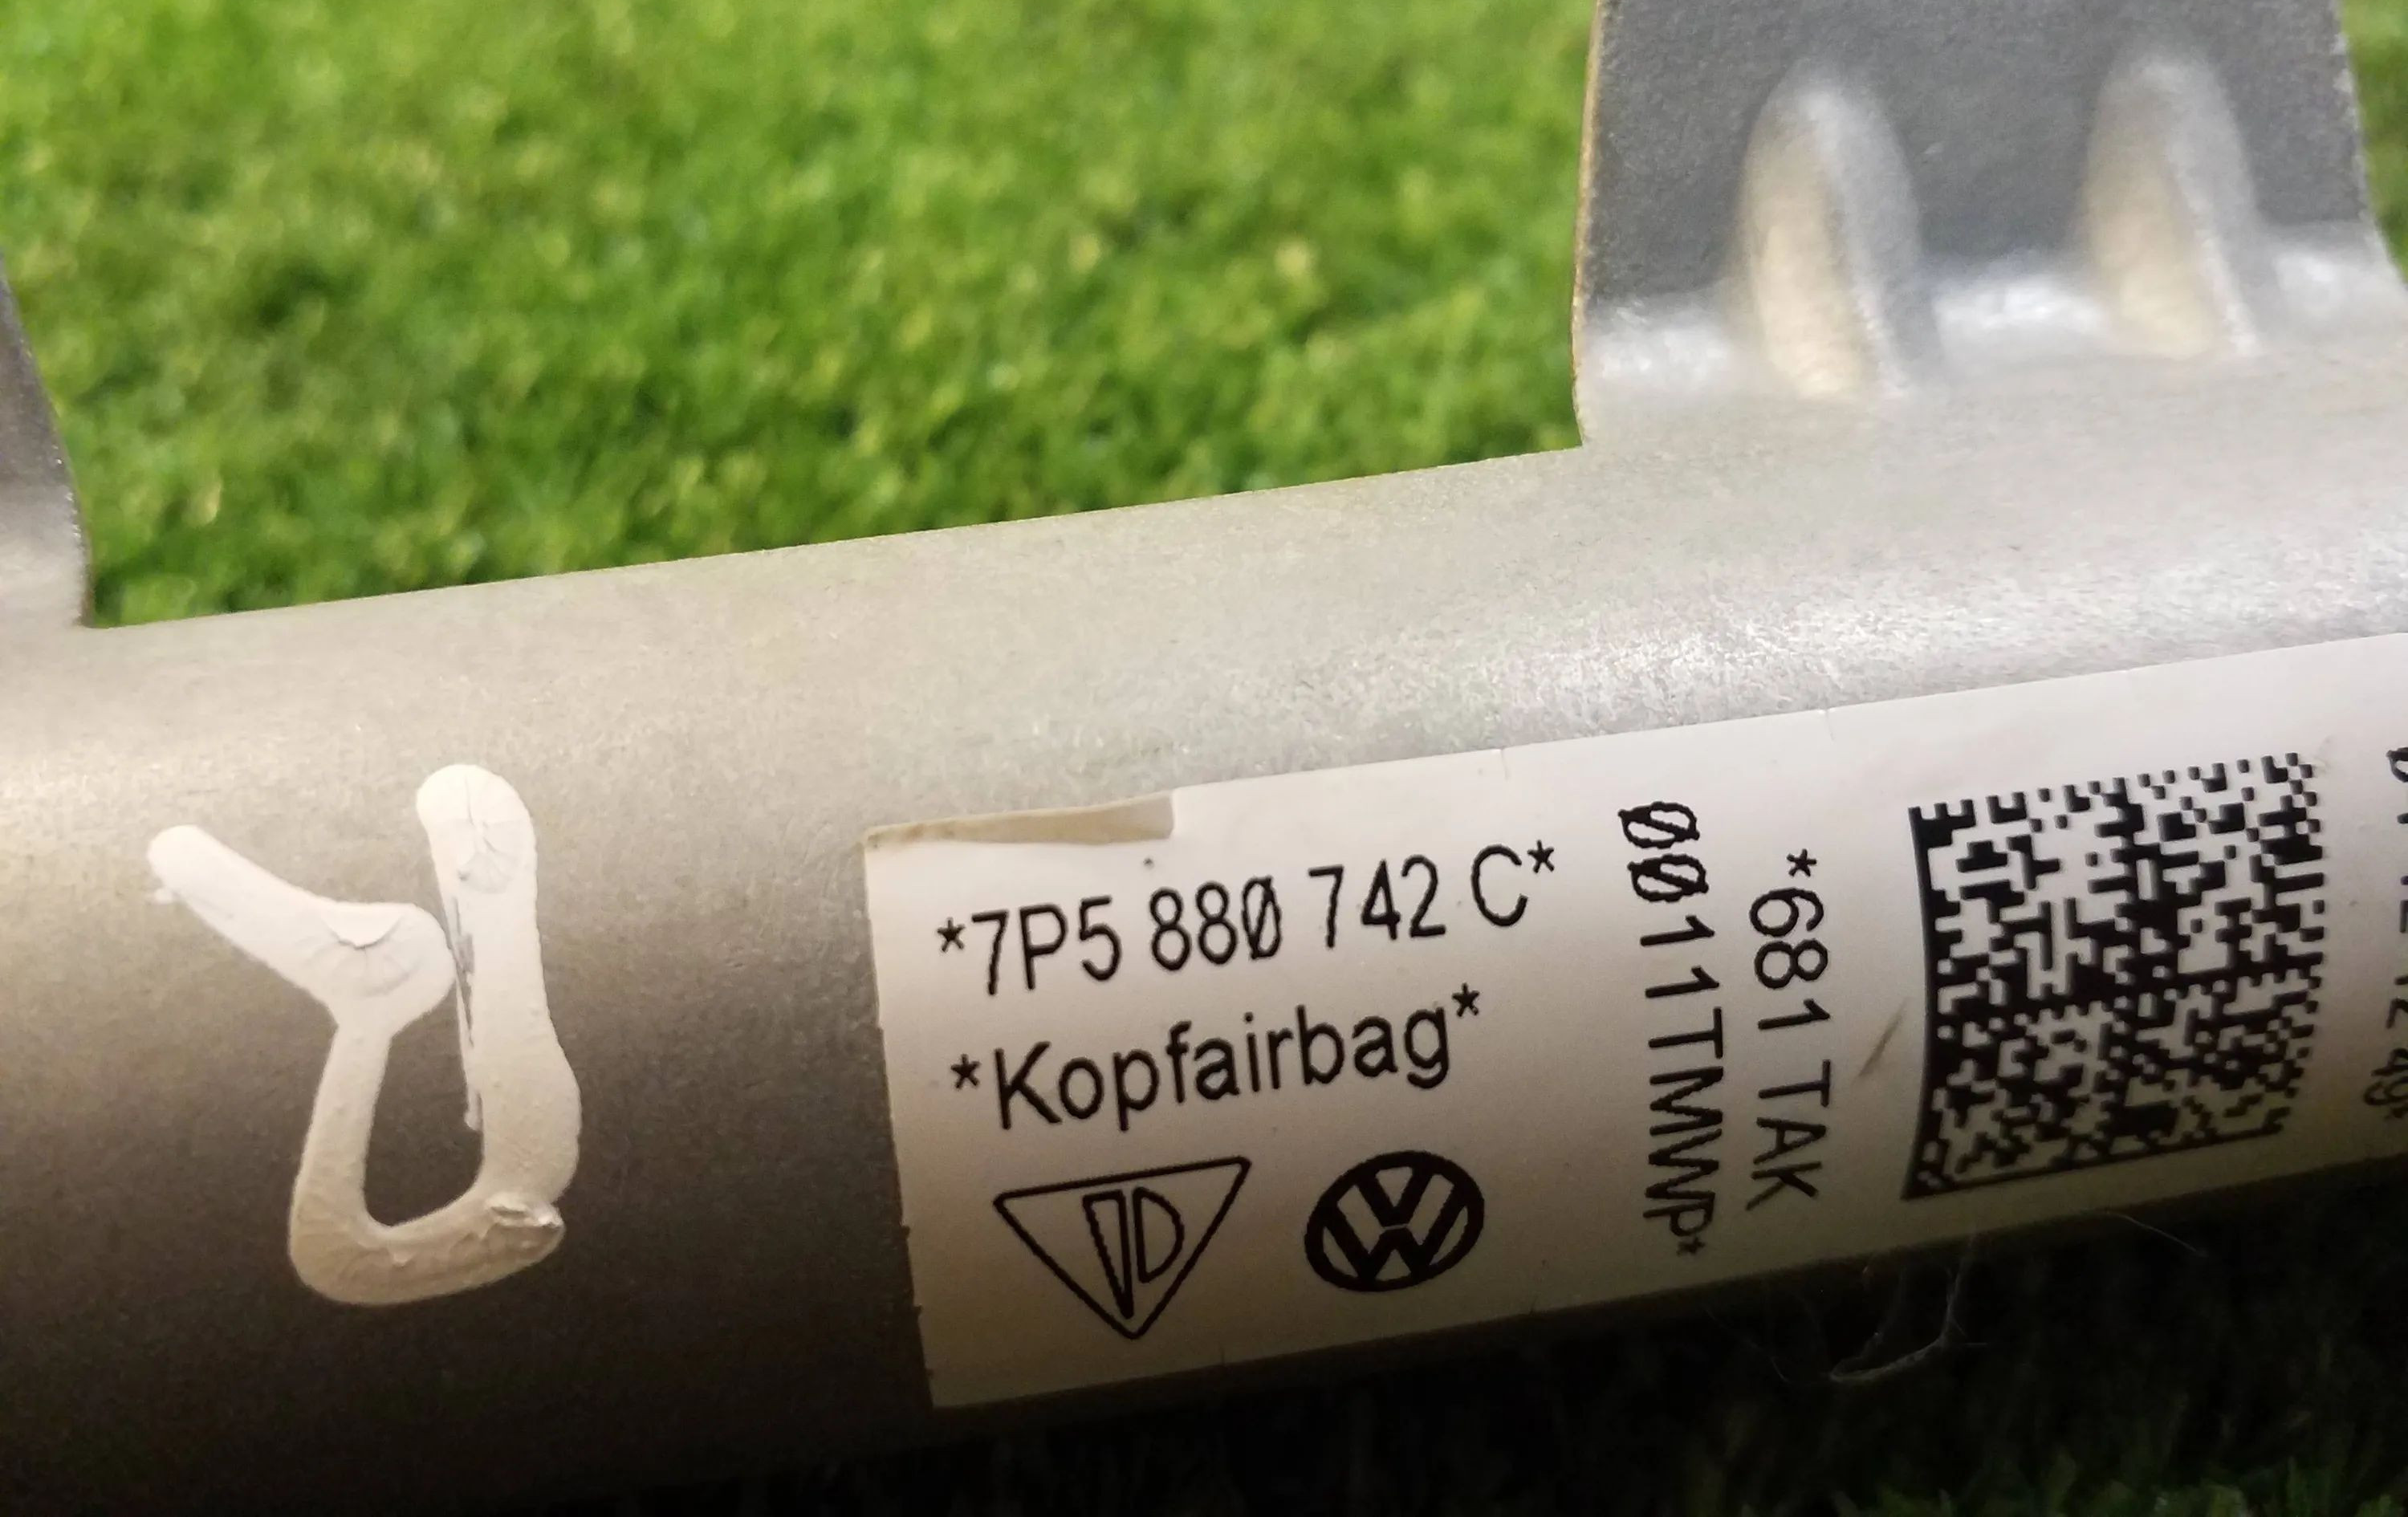 *7P5 880 742 C*
*Kopfairbag*
*681 TAK
0011TMWP*